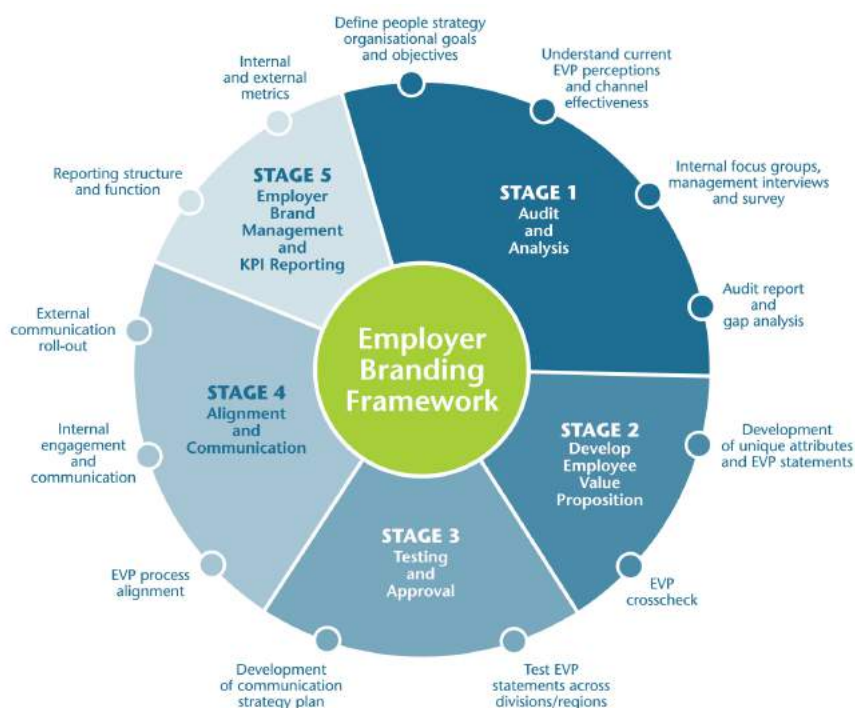 Define people strategy
organisational goals
and objectives
Understand current
EVP perceptions
and channel
effectiveness
Internal focus groups,
management interviews
and survey
Audit report
and
gap analysis
STAGE 1
Audit
and
Analysis
Development
of unique attributes
and EVP statements
EVP
crosscheck
STAGE 2
Develop
Employee
Value
Proposition
Test EVP
statements across
divisions/regions
Development
of communication
strategy plan
STAGE 3
Testing
and
Approval
EVP process
alignment
Internal
engagement
and
communication
External
communication
roll-out
STAGE 4
Alignment
and
Communication
Reporting structure
and function
Internal
and external
metrics
STAGE 5
Employer
Brand
Management
and
KPI Reporting
Employer
Branding
Framework